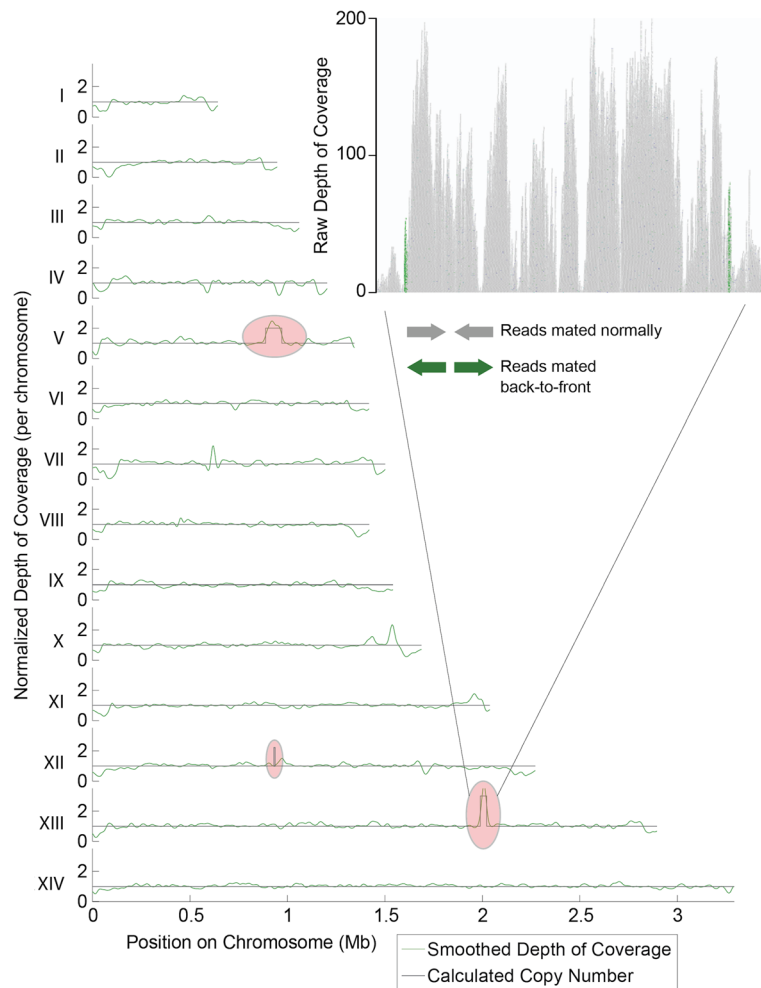 200
100
0
Raw Depth of Coverage
Reads mated normally
Reads mated
back-to-front
Normalized Depth of Coverage (per chromosome)
I
2
0
II
2
0
III
2
0
IV
2
0
V
2
0
VI
2
0
VII
2
0
VIII
2
0
IX
2
0
X
2
0
XI
2
0
XII
2
0
XIII
2
0
XIV
2
0
0 0.5 1 1.5 2 2.5 3
Position on Chromosome (Mb)
Smoothed Depth of Coverage
Calculated Copy Number